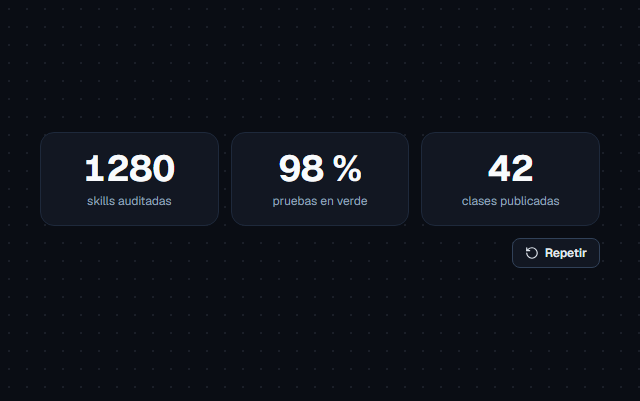 1280
skills auditadas
98 %
pruebas en verde
42
clases publicadas
Repetir